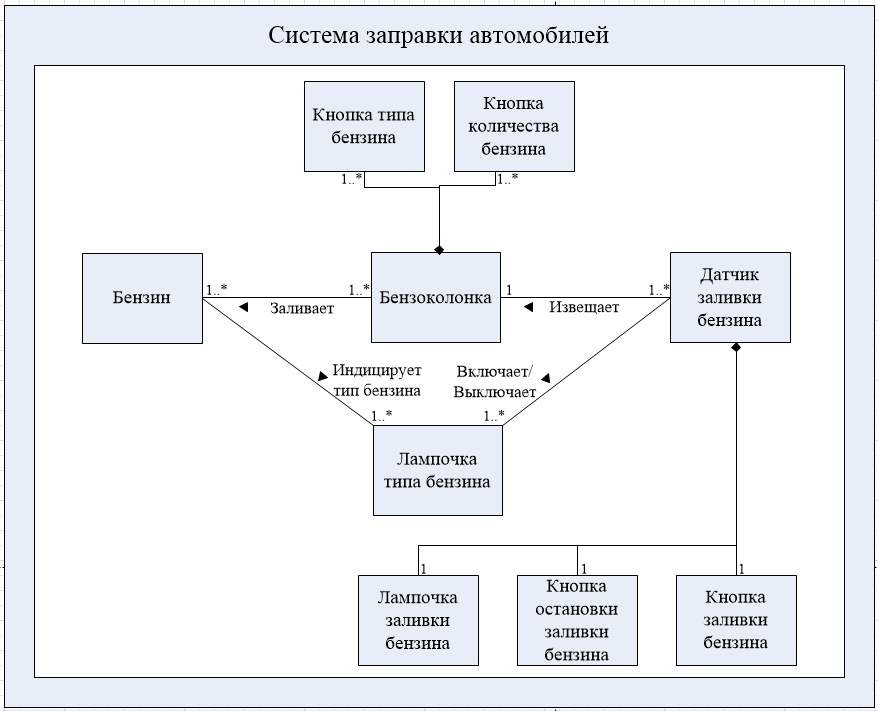 Система заправки автомобилей
Кнопка типа
бензина
Кнопка
количества
бензина
1..*
1..*
Бензин
1..*
1..*
Заливает
Бензоколонка
1
1..*
Извещает
Датчик
заливки
бензина
Индицирует
тип бензина
1..*
Включает/
Выключает
1..*
Лампочка
типа бензина
1
1
1
Лампочка
заливки
бензина
Кнопка
остановки
заливки
бензина
Кнопка
заливки
бензина